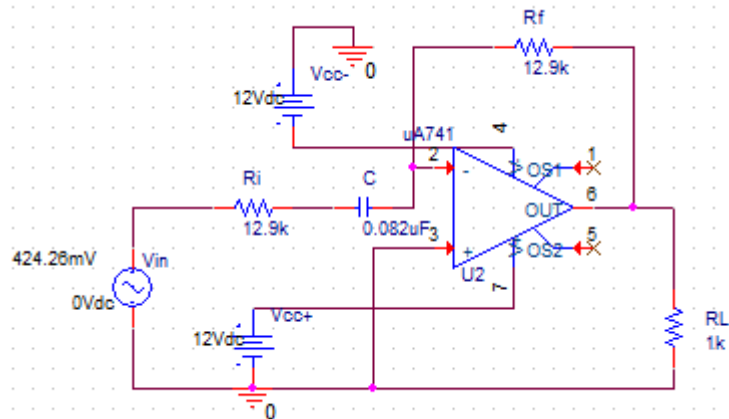 Rf
12.9k
0
Vcc-
12Vdc
uA741
4
2
-
OS1
1
Ri
12.9k
C
0.082uF
OUT
6
3
+
OS2
5
U2
7
424.26mV
Vin
0Vdc
Vcc+
12Vdc
RL
1k
0